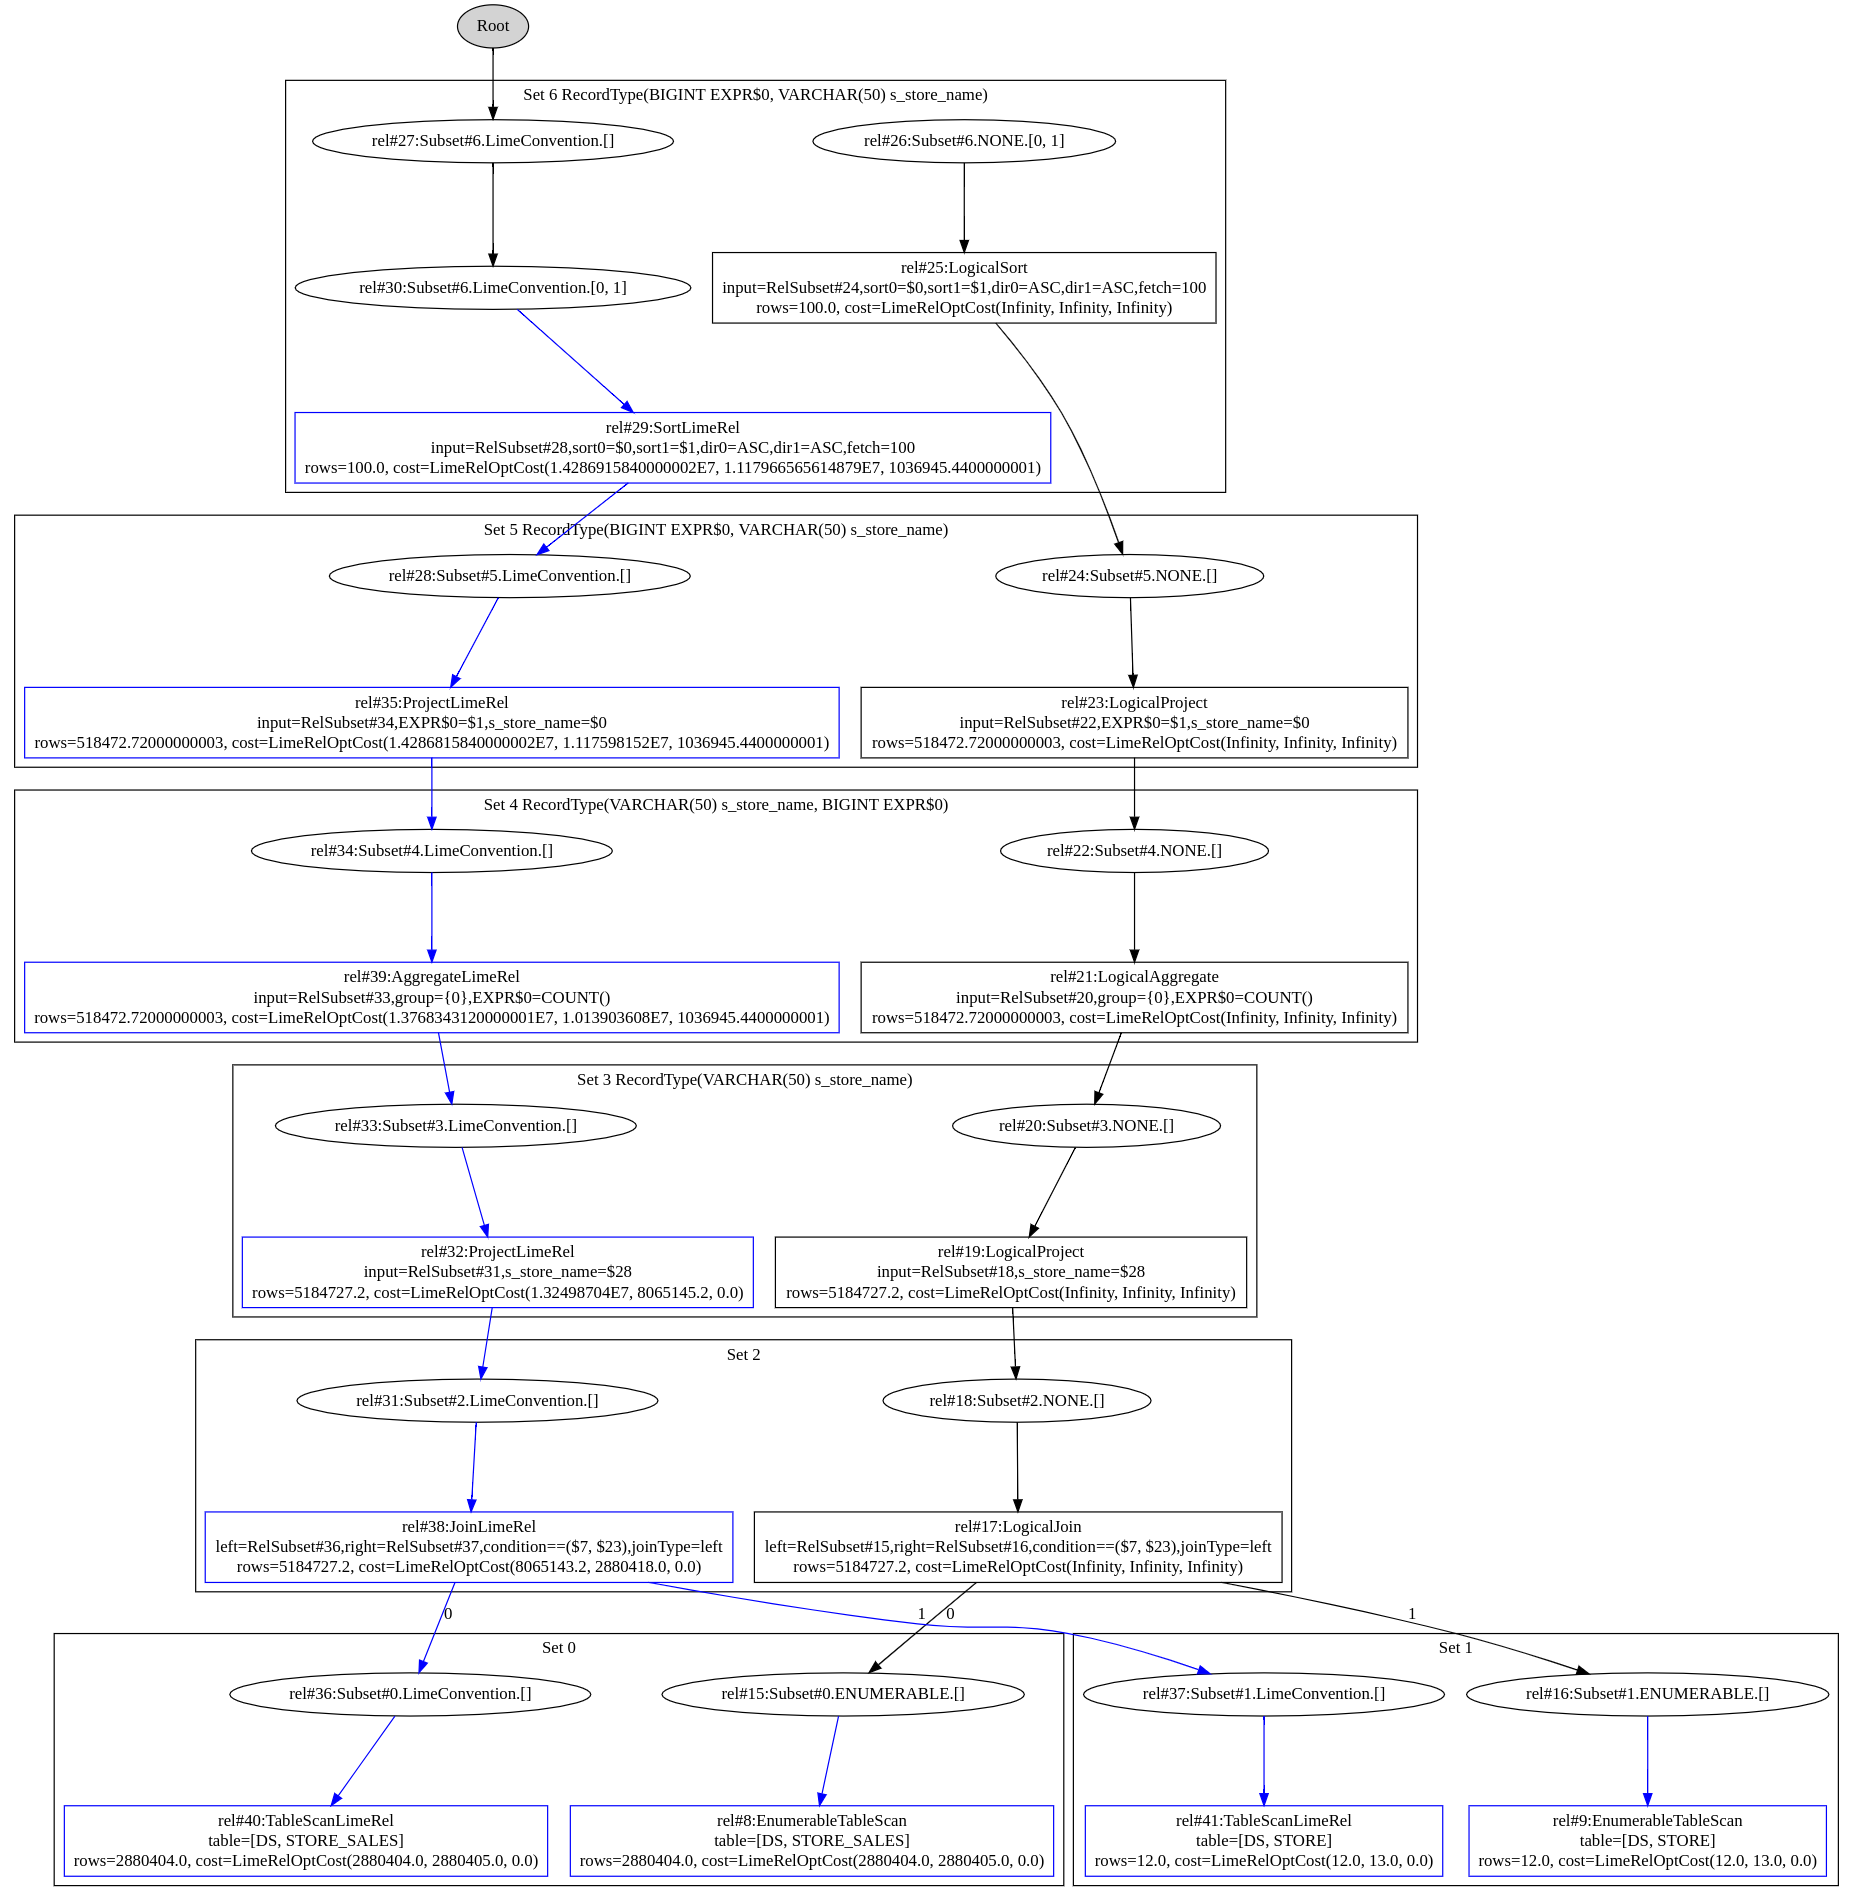 Root
Set 6 RecordType(BIGINT EXPR$0, VARCHAR(50) s_store_name)
rel#27:Subset#6.LimeConvention.[]
rel#26:Subset#6.NONE.[0, 1]
rel#30:Subset#6.LimeConvention.[0, 1]
rel#25:LogicalSort
input=RelSubset#24,sort0=$0,sort1=$1,dir0=ASC,dir1=ASC,fetch=100
rows=100.0, cost=LimeRelOptCost(Infinity, Infinity, Infinity)
rel#29:SortLimeRel
input=RelSubset#28,sort0=$0,sort1=$1,dir0=ASC,dir1=ASC,fetch=100
rows=100.0, cost=LimeRelOptCost(1.4286915840000002E7, 1.117966565614879E7, 1036945.4400000001)
Set 5 RecordType(BIGINT EXPR$0, VARCHAR(50) s_store_name)
rel#28:Subset#5.LimeConvention.[]
rel#24:Subset#5.NONE.[]
rel#35:ProjectLimeRel
input=RelSubset#34,EXPR$0=$1,s_store_name=$0
rows=518472.72000000003, cost=LimeRelOptCost(1.4286815840000002E7, 1.117598152E7, 1036945.4400000001)
rel#23:LogicalProject
input=RelSubset#22,EXPR$0=$1,s_store_name=$0
rows=518472.72000000003, cost=LimeRelOptCost(Infinity, Infinity, Infinity)
Set 4 RecordType(VARCHAR(50) s_store_name, BIGINT EXPR$0)
rel#34:Subset#4.LimeConvention.[]
rel#22:Subset#4.NONE.[]
rel#39:AggregateLimeRel
input=RelSubset#33,group={0},EXPR$0=COUNT()
rows=518472.72000000003, cost=LimeRelOptCost(1.3768343120000001E7, 1.013903608E7, 1036945.4400000001)
rel#21:LogicalAggregate
input=RelSubset#20,group={0},EXPR$0=COUNT()
rows=518472.72000000003, cost=LimeRelOptCost(Infinity, Infinity, Infinity)
Set 3 RecordType(VARCHAR(50) s_store_name)
rel#33:Subset#3.LimeConvention.[]
rel#20:Subset#3.NONE.[]
rel#32:ProjectLimeRel
input=RelSubset#31,s_store_name=$28
rows=5184727.2, cost=LimeRelOptCost(1.32498704E7, 8065145.2, 0.0)
rel#19:LogicalProject
input=RelSubset#18,s_store_name=$28
rows=5184727.2, cost=LimeRelOptCost(Infinity, Infinity, Infinity)
Set 2
rel#31:Subset#2.LimeConvention.[]
rel#18:Subset#2.NONE.[]
rel#38:JoinLimeRel
left=RelSubset#36,right=RelSubset#37,condition==($7, $23),joinType=left
rows=5184727.2, cost=LimeRelOptCost(8065143.2, 2880418.0, 0.0)
rel#17:LogicalJoin
left=RelSubset#15,right=RelSubset#16,condition==($7, $23),joinType=left
rows=5184727.2, cost=LimeRelOptCost(Infinity, Infinity, Infinity)
0
1
0
1
Set 0
Set 1
rel#36:Subset#0.LimeConvention.[]
rel#15:Subset#0.ENUMERABLE.[]
rel#37:Subset#1.LimeConvention.[]
rel#16:Subset#1.ENUMERABLE.[]
rel#40:TableScanLimeRel
table=[DS, STORE_SALES]
rows=2880404.0, cost=LimeRelOptCost(2880404.0, 2880405.0, 0.0)
rel#8:EnumerableTableScan
table=[DS, STORE_SALES]
rows=2880404.0, cost=LimeRelOptCost(2880404.0, 2880405.0, 0.0)
rel#41:TableScanLimeRel
table=[DS, STORE]
rows=12.0, cost=LimeRelOptCost(12.0, 13.0, 0.0)
rel#9:EnumerableTableScan
table=[DS, STORE]
rows=12.0, cost=LimeRelOptCost(12.0, 13.0, 0.0)